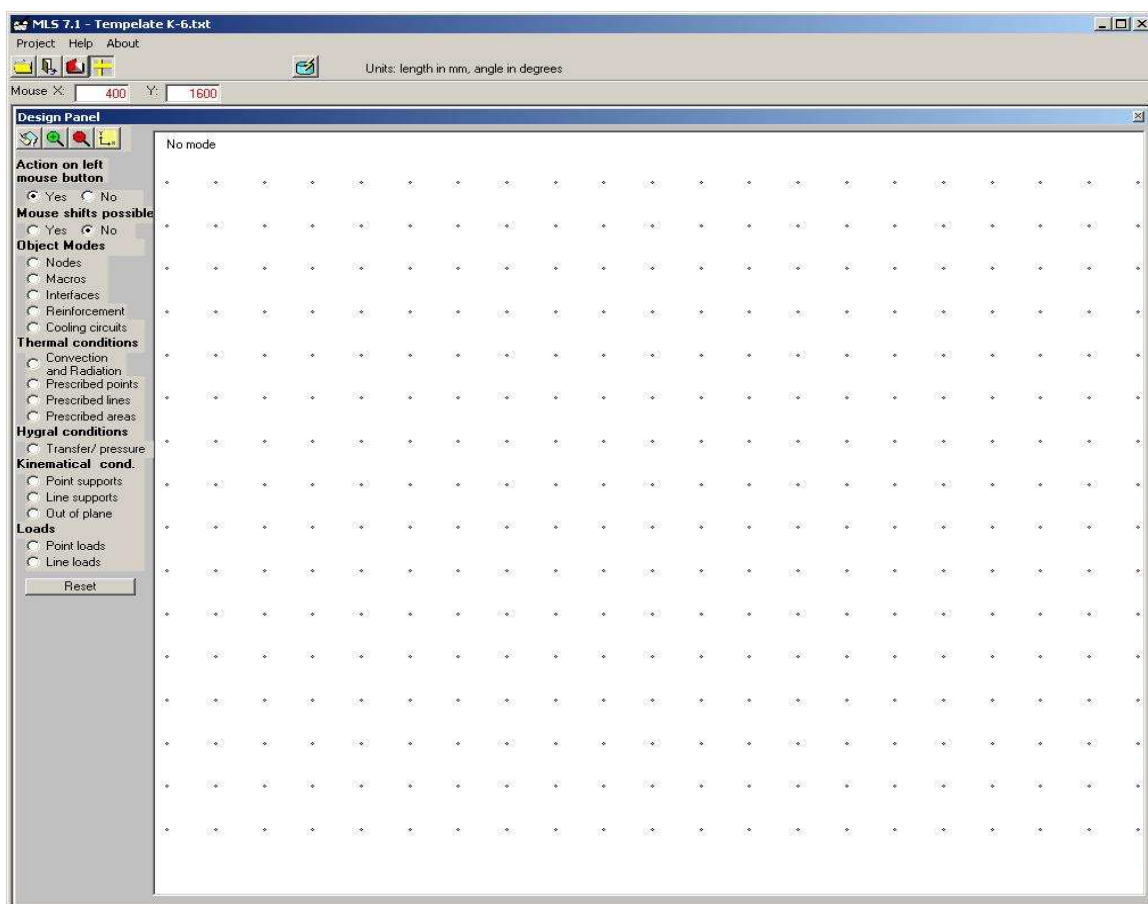 MLS 7.1 - Tempelate K-6.txt
Project Help About
Units: length in mm, angle in degrees
Mouse X: 400 Y: 1600
Design Panel
No mode
Action on left
mouse button
Yes No
Mouse shifts possible
Yes No
Object Modes
Nodes
Macros
Interfaces
Reinforcement
Cooling circuits
Thermal conditions
Convection
and Radiation
Prescribed points
Prescribed lines
Prescribed areas
Hygral conditions
Transfer/ pressure
Kinematical cond.
Point supports
Line supports
Out of plane
Loads
Point loads
Line loads
Reset